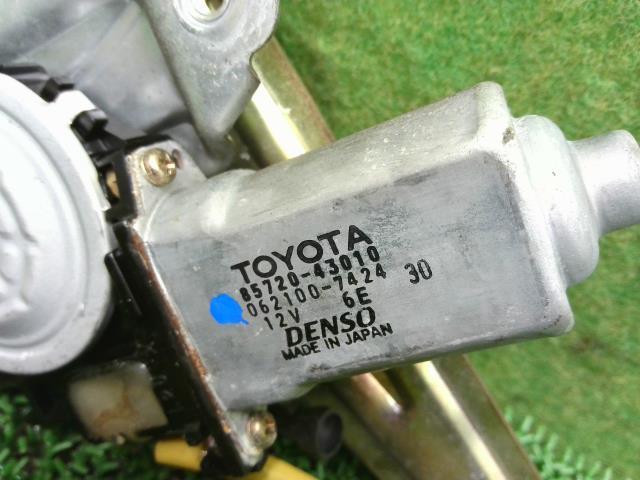 TOYOTA
85720-43010
062100-7424 30
12V 6E
DENSO
MADE IN JAPAN